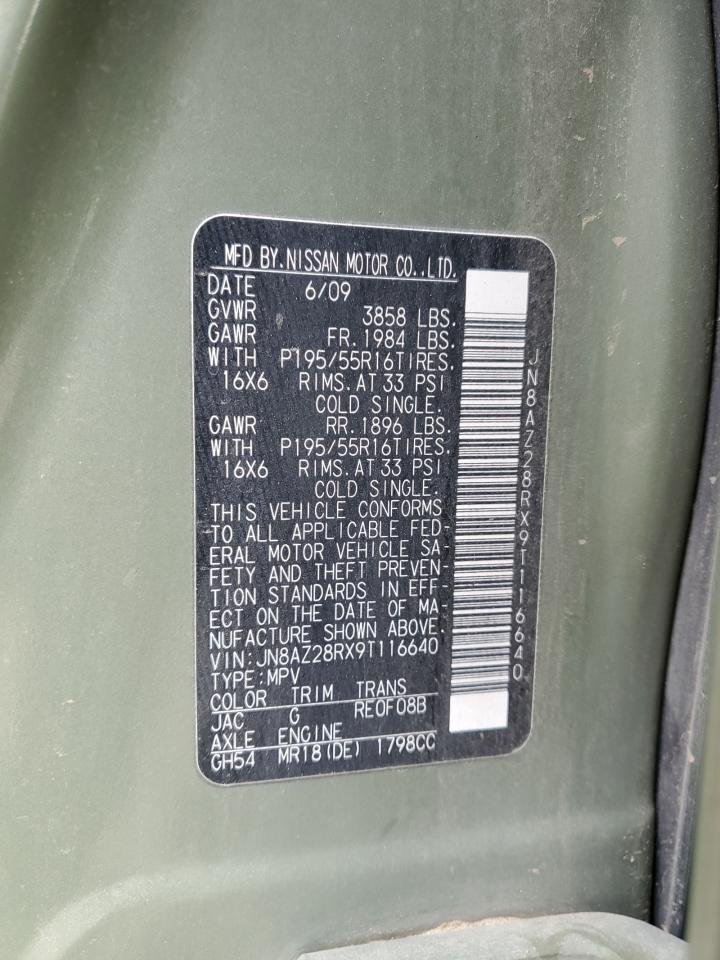 MFD BY.NISSAN MOTOR CO.,LTD.
DATE 6/09
GVWR 3858 LBS.
GAWR FR.1984 LBS.
WITH P195/55R16TIRES.
16X6 RIMS.AT 33 PSI
COLD SINGLE.
GAWR RR.1896 LBS.
WITH P195/55R16TIRES.
16X6 RIMS.AT 33 PSI
COLD SINGLE.
THIS VEHICLE CONFORMS
TO ALL APPLICABLE FED-
ERAL MOTOR VEHICLE SA-
FETY AND THEFT PREVEN-
TION STANDARDS IN EFF-
ECT ON THE DATE OF MA-
NUFACTURE SHOWN ABOVE.
VIN:JN8AZ28RX9T116640
TYPE:MPV
COLOR TRIM TRANS
JAC G RE0F08B
AXLE ENGINE
GH54 MR18(DE) 1798CC
JN8AZ28RX9T116640